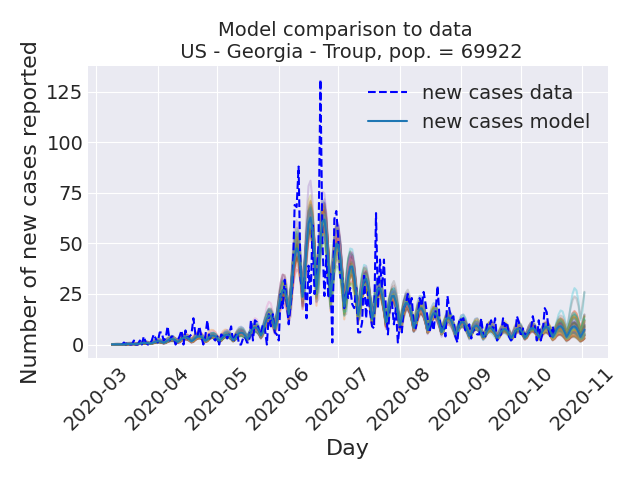 Model comparison to data
US - Georgia - Troup, pop. = 69922
Number of new cases reported
125
100
75
50
25
0
new cases data
new cases model
2020-03
2020-04
2020-05
2020-06
2020-07
2020-08
2020-09
2020-10
2020-11
Day